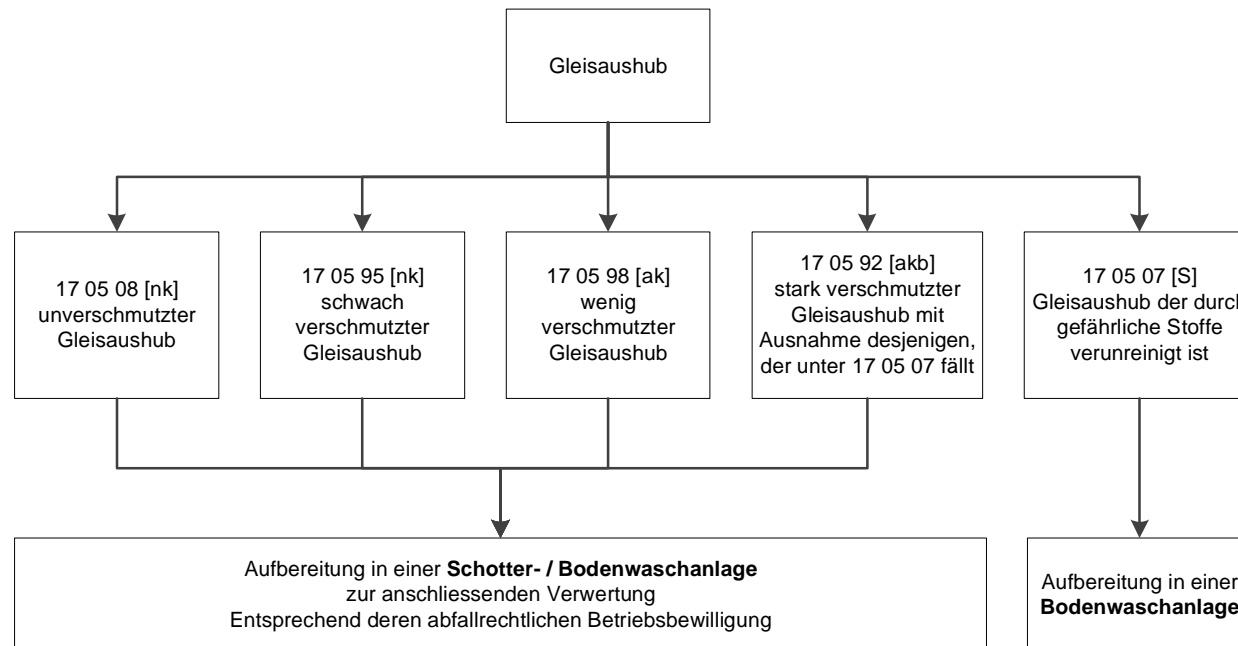 Gleisaushub
17 05 08 [nk]
unverschmutzter
Gleisaushub
17 05 95 [nk]
schwach
verschmutzter
Gleisaushub
17 05 98 [ak]
wenig
verschmutzter
Gleisaushub
17 05 92 [akb]
stark verschmutzter
Gleisaushub mit
Ausnahme desjenigen,
der unter 17 05 07 fällt
17 05 07 [S]
Gleisaushub der durch
gefährliche Stoffe
verunreinigt ist
Aufbereitung in einer Schotter- / Bodenwaschanlage
zur anschliessenden Verwertung
Entsprechend deren abfallrechtlichen Betriebsbewilligung
Aufbereitung in einer
Bodenwaschanlage